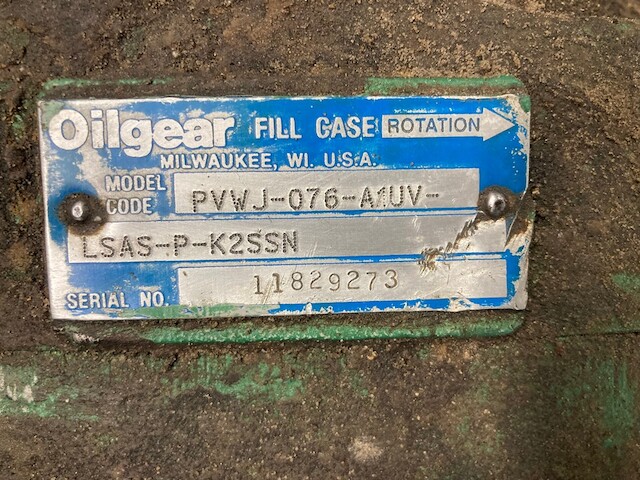 Oilgear FILL CASE ROTATION
MILWAUKEE, WI. U.S.A.
MODEL CODE PVWJ-076-A1UV-
LSAS-P-K2SSN
SERIAL NO. 11829273